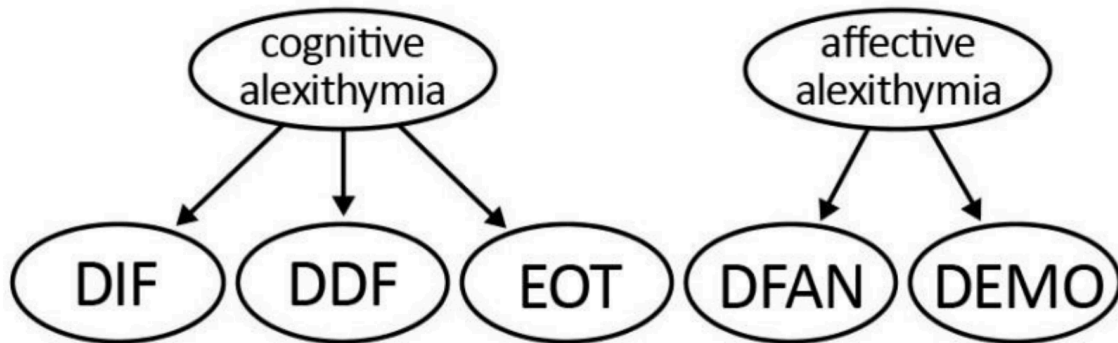 cognitive
alexithymia
affective
alexithymia
DIF
DDF
EOT
DFAN
DEMO